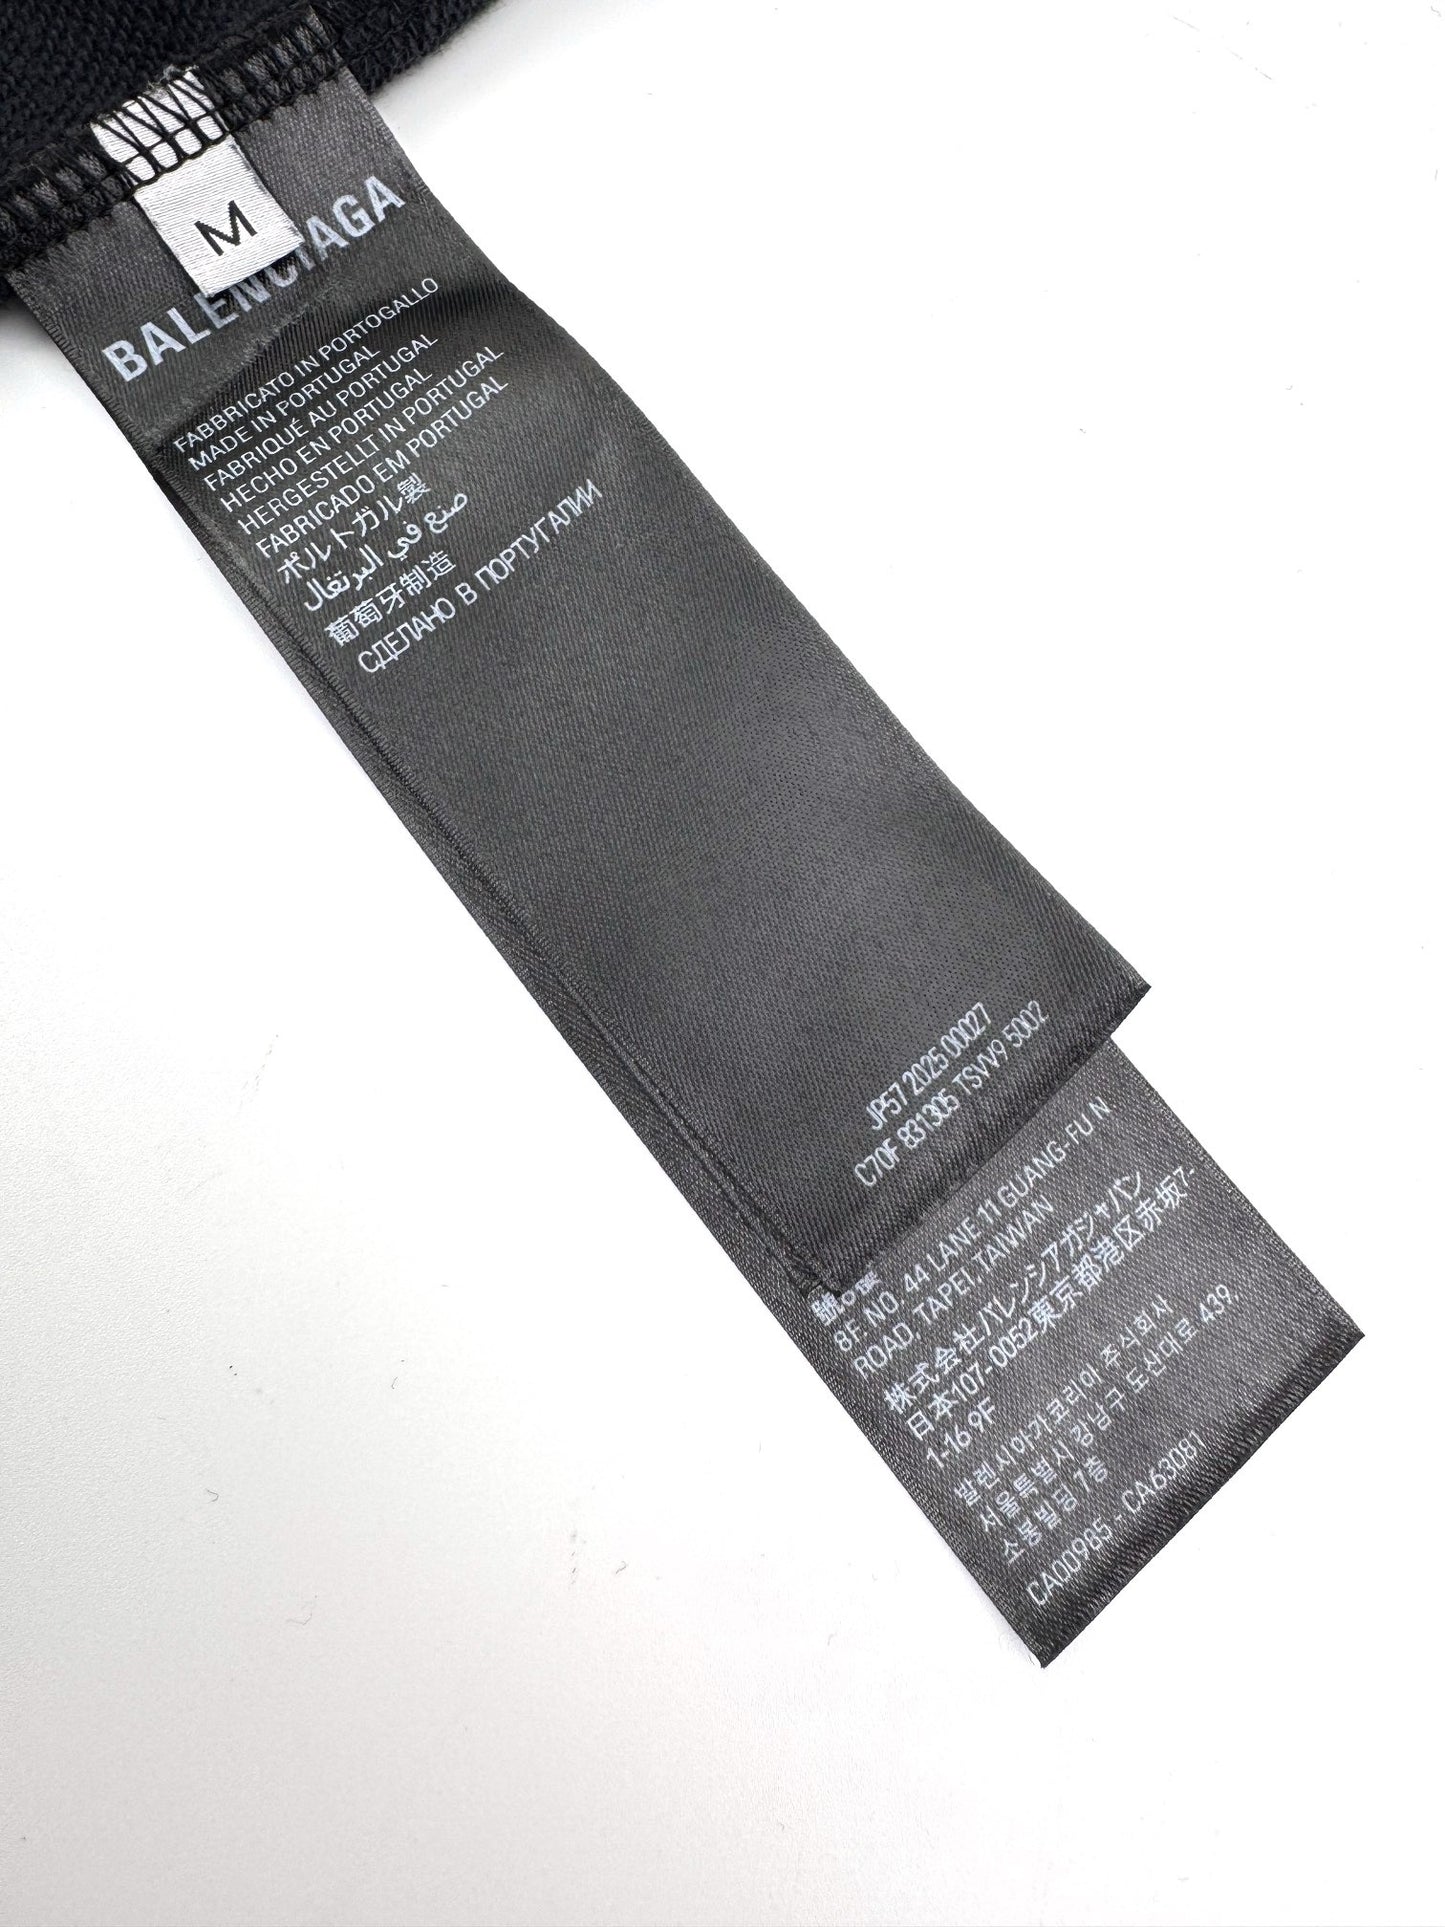 M
BALENCIAGA
FABBRICATO IN PORTOGALLO
MADE IN PORTUGAL
FABRIQUÉ AU PORTUGAL
HECHO EN PORTUGAL
HERGESTELLT IN PORTUGAL
FABRICADO EM PORTUGAL
ポルトガル製
صنع في البرتغال
葡萄牙制造
СДЕЛАНО В ПОРТУГАЛИИ
JP57 2025 00027
C70F 831305 TSVV9 5002
8F. NO. 44 LANE 11 GUANG-FU N.
ROAD, TAPEI, TAIWAN
株式会社バレンシアガジャパン
日本107-0052東京都港区赤坂7-
1-16 9F
발렌시아가코리아 주식회사
서울특별시 강남구 도산대로 439,
소봉빌딩 7층
CA00985 - CA63081